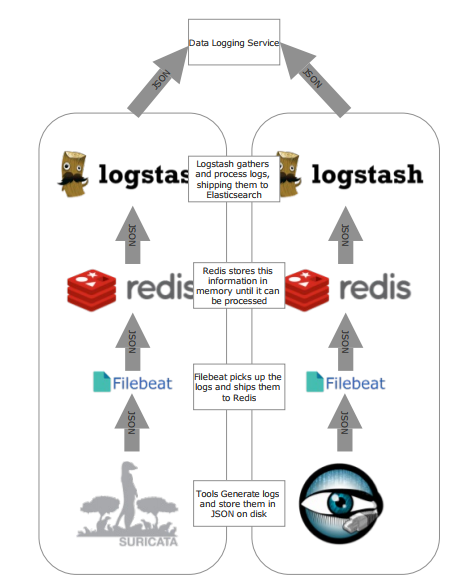 Data Logging Service
JSON
JSON
logstas
Logstash gathers
and process logs,
shipping them to
Elasticsearch
logstash
JSON
JSON
redis
Redis stores this
information in
memory until it can
be processed
redis
JSON
JSON
Filebeat
Filebeat picks up the
logs and ships them
to Redis
Filebeat
JSON
JSON
Tools Generate logs
and store them in
JSON on disk
SURICATA